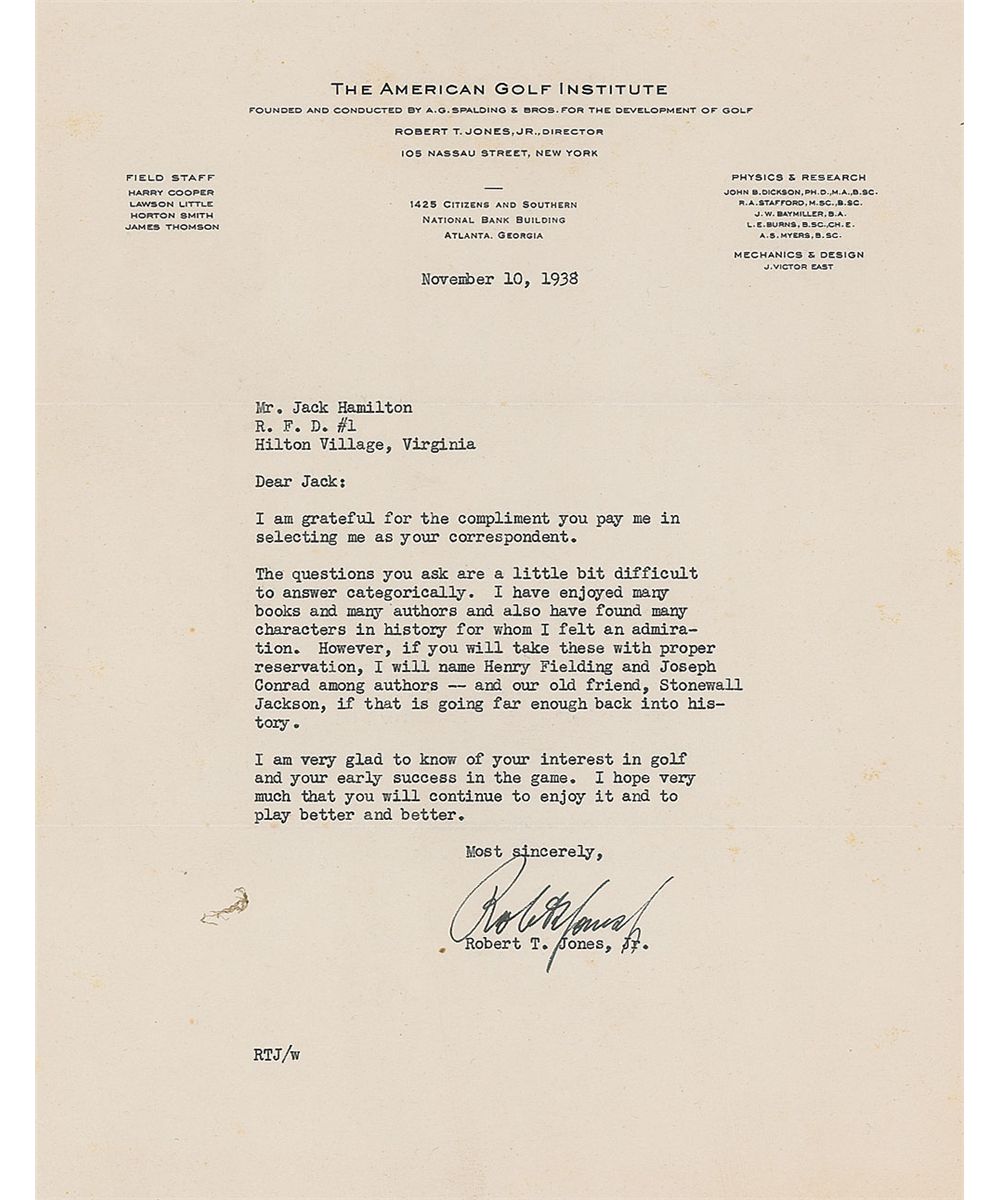 THE AMERICAN GOLF INSTITUTE
FOUNDED AND CONDUCTED BY A.G. SPALDING & BROS. FOR THE DEVELOPMENT OF GOLF
ROBERT T. JONES, JR., DIRECTOR
105 NASSAU STREET, NEW YORK
FIELD STAFF
HARRY COOPER
LAWSON LITTLE
HORTON SMITH
JAMES THOMSON
1425 CITIZENS AND SOUTHERN
NATIONAL BANK BUILDING
ATLANTA, GEORGIA
PHYSICS & RESEARCH
JOHN B. DICKSON, PH.D., M.A., B.SC.
R.A. STAFFORD, M.SC., B.SC.
J.W. BAYMILLER, B.A.
L.E. BURNS, B.SC., CH.E.
A.S. MYERS, B.SC.
MECHANICS & DESIGN
J. VICTOR EAST
November 10, 1938
Mr. Jack Hamilton
R. F. D. #1
Hilton Village, Virginia
Dear Jack:
I am grateful for the compliment you pay me in
selecting me as your correspondent.
The questions you ask are a little bit difficult
to answer categorically. I have enjoyed many
books and many authors and also have found many
characters in history for whom I felt an admira-
tion. However, if you will take these with proper
reservation, I will name Henry Fielding and Joseph
Conrad among authors -- and our old friend, Stonewall
Jackson, if that is going far enough back into his-
tory.
I am very glad to know of your interest in golf
and your early success in the game. I hope very
much that you will continue to enjoy it and to
play better and better.
Most sincerely,
Robt T Jones Jr
Robert T. Jones, Jr.
RTJ/w